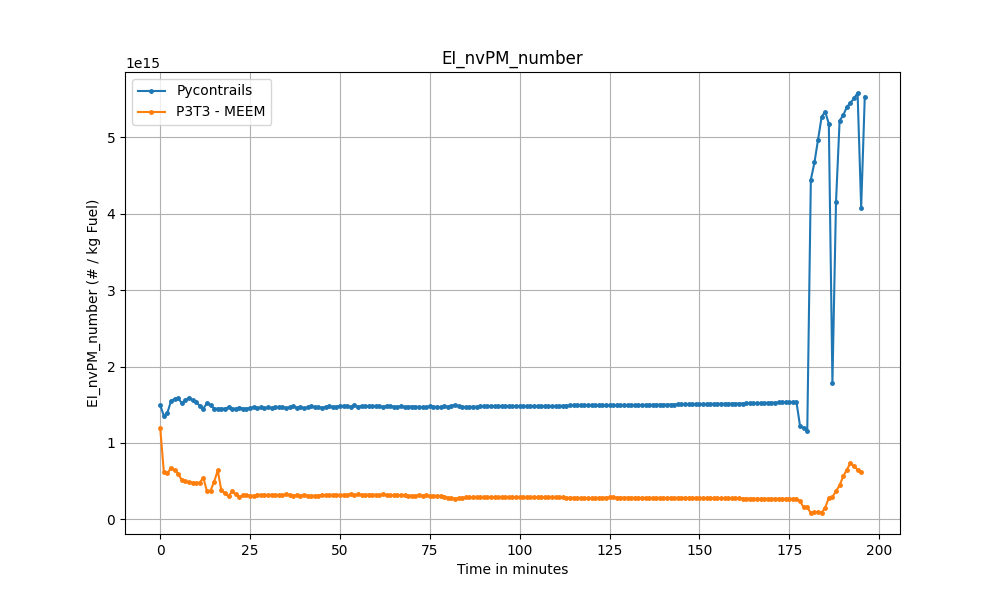 EI_nvPM_number
1e15
Pycontrails
P3T3 - MEEM
EI_nvPM_number (# / kg Fuel)
5
4
3
2
1
0
0 25 50 75 100 125 150 175 200
Time in minutes